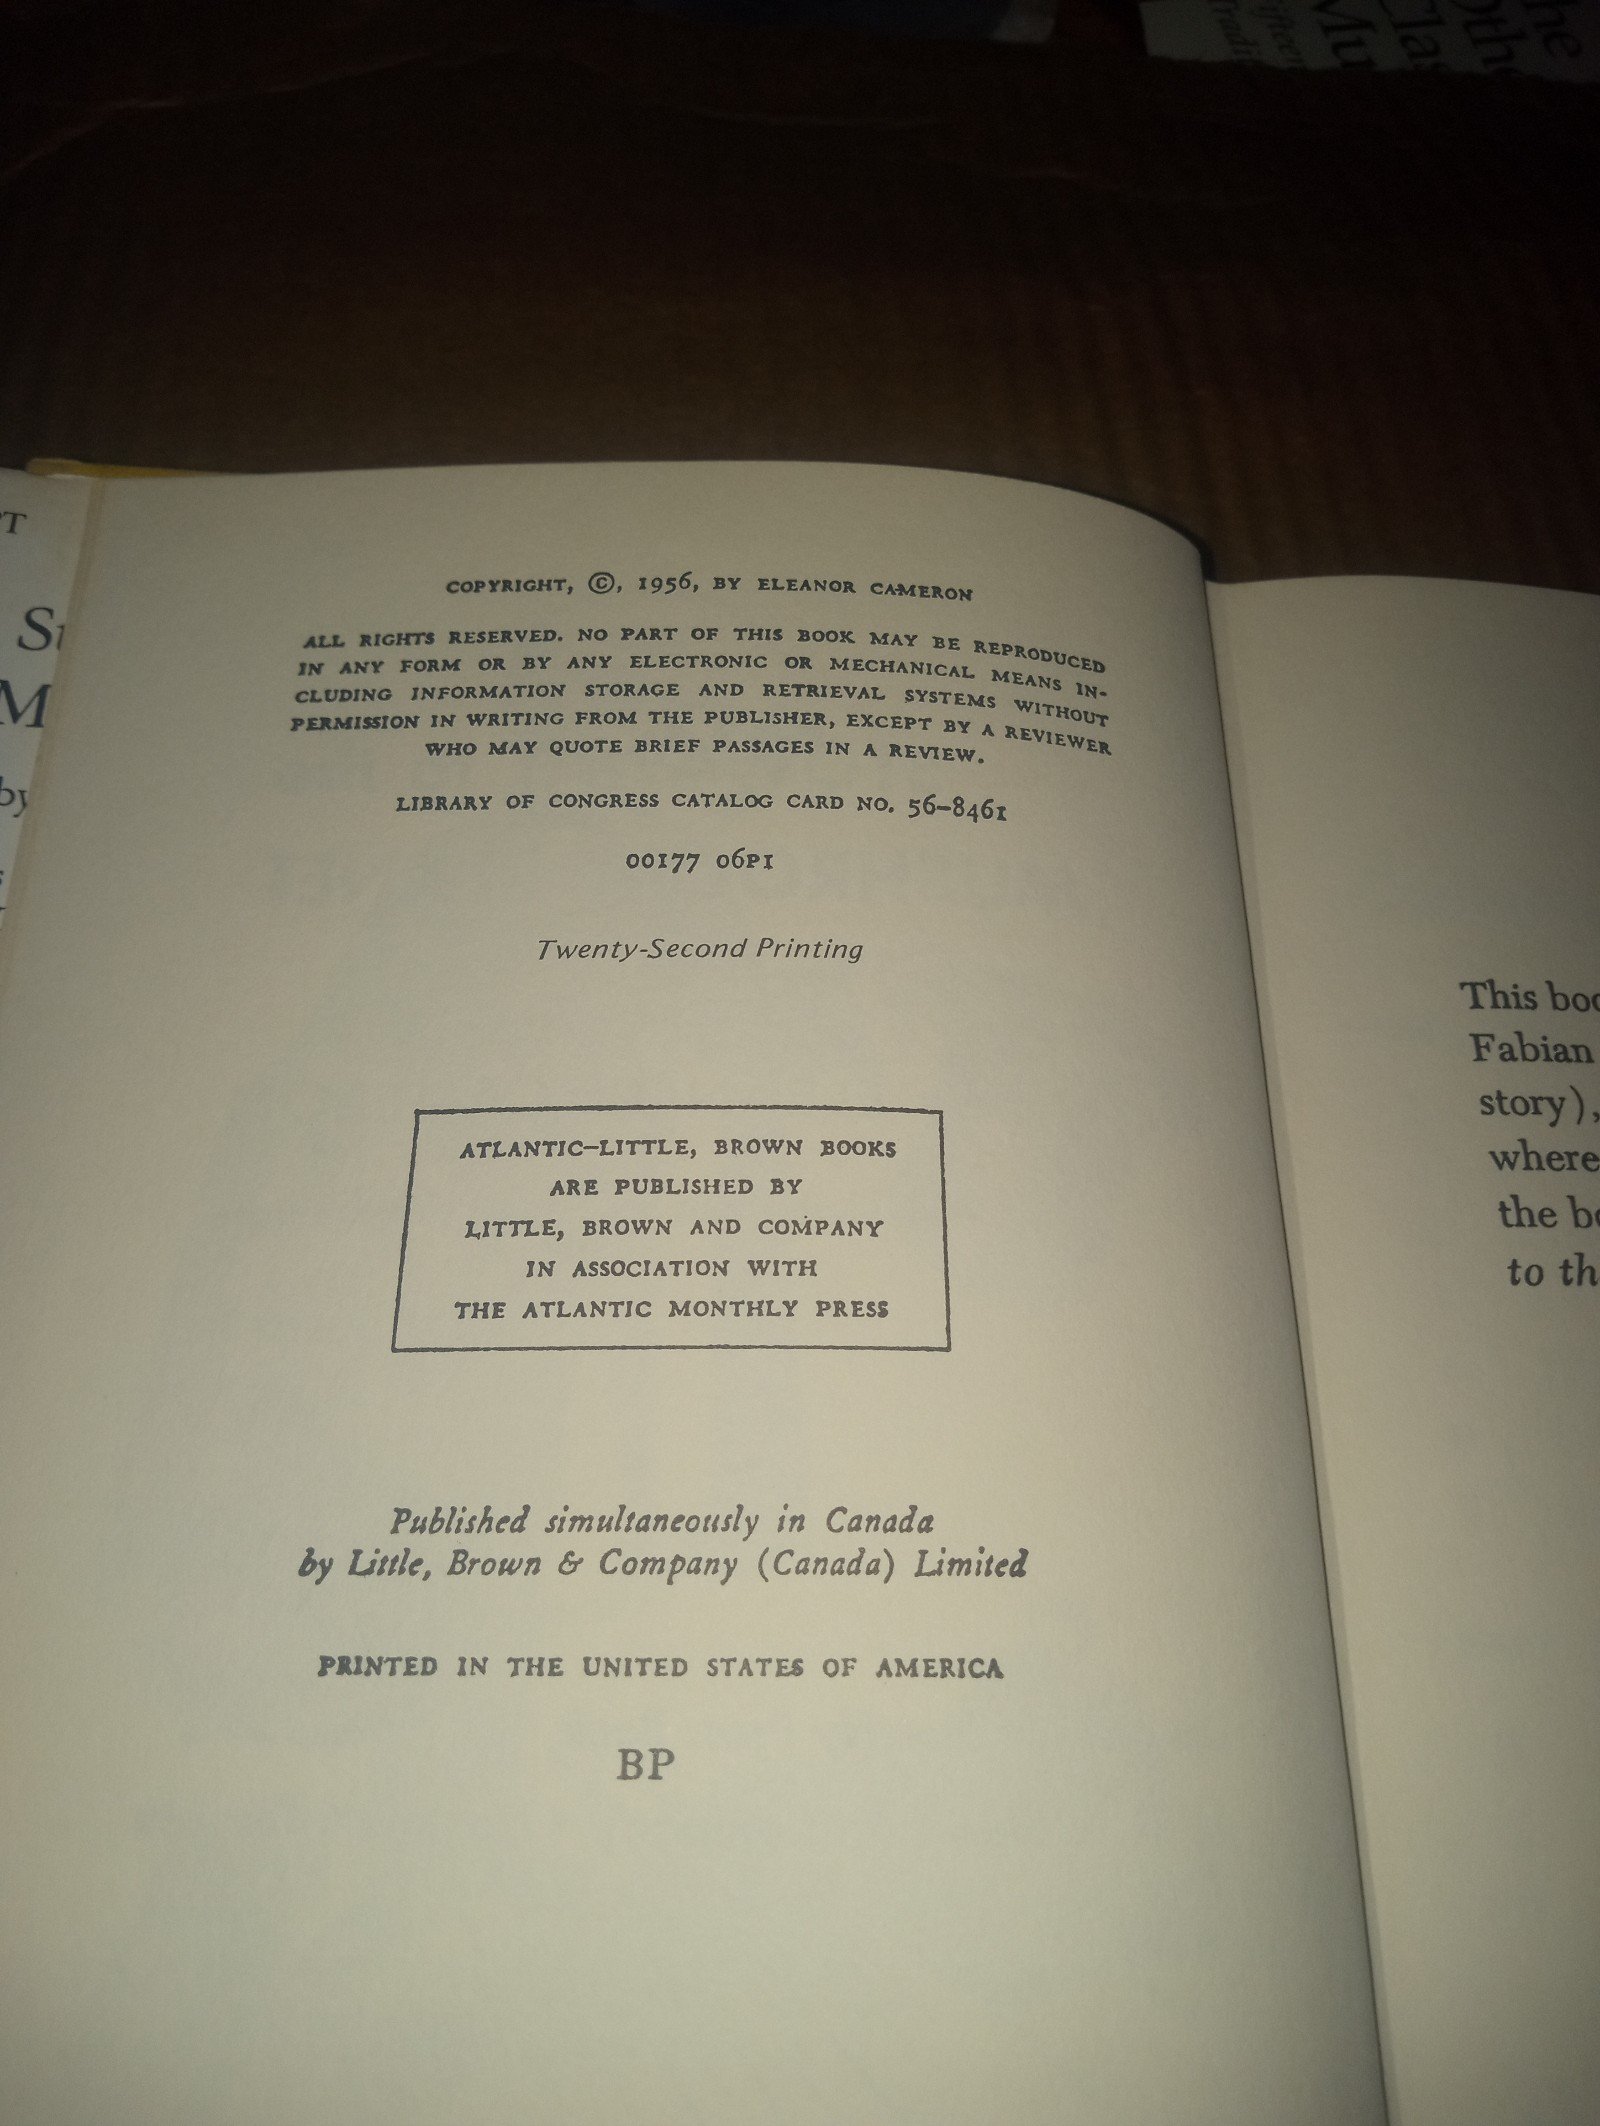 COPYRIGHT, ©, 1956, BY ELEANOR CAMERON
ALL RIGHTS RESERVED. NO PART OF THIS BOOK MAY BE REPRODUCED
IN ANY FORM OR BY ANY ELECTRONIC OR MECHANICAL MEANS IN-
CLUDING INFORMATION STORAGE AND RETRIEVAL SYSTEMS WITHOUT
PERMISSION IN WRITING FROM THE PUBLISHER, EXCEPT BY A REVIEWER
WHO MAY QUOTE BRIEF PASSAGES IN A REVIEW.
LIBRARY OF CONGRESS CATALOG CARD NO. 56–8461
00177 06P1
Twenty-Second Printing
ATLANTIC–LITTLE, BROWN BOOKS
ARE PUBLISHED BY
LITTLE, BROWN AND COMPANY
IN ASSOCIATION WITH
THE ATLANTIC MONTHLY PRESS
Published simultaneously in Canada
by Little, Brown & Company (Canada) Limited
PRINTED IN THE UNITED STATES OF AMERICA
BP
by
This
Fabian
story),
where
the
to